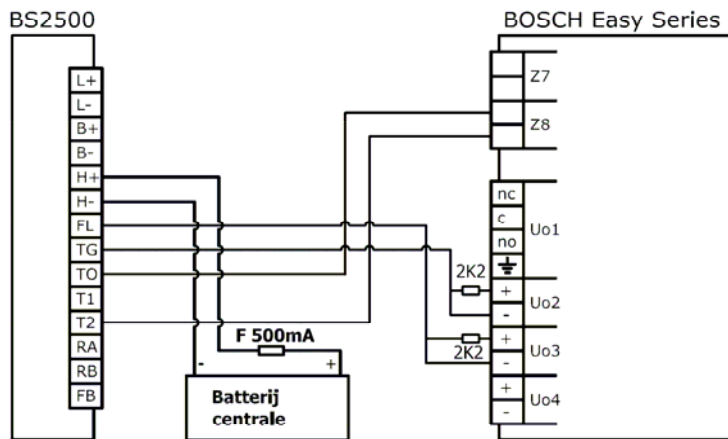 BS2500
BOSCH Easy Series
L+
L-
B+
B-
H+
H-
FL
TG
TO
T1
T2
RA
RB
FB
Z7
Z8
nc
c
no
Uo1
2K2
+
-
Uo2
+
-
Uo3
2K2
+
-
Uo4
F 500mA
-
+
Batterij
centrale